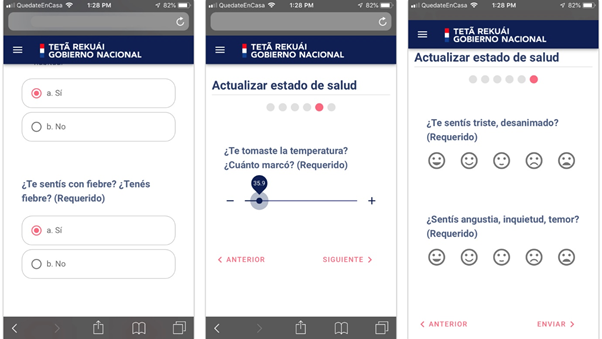 QuedateEnCasa 1:28 PM 82%
TETÃ REKUÁI
GOBIERNO NACIONAL
a. Sí
b. No
¿Te sentís con fiebre? ¿Tenés
fiebre? (Requerido)
a. Sí
b. No
QuedateEnCasa 1:28 PM 82%
TETÃ REKUÁI
GOBIERNO NACIONAL
Actualizar estado de salud
¿Te tomaste la temperatura?
¿Cuánto marcó? (Requerido)
35.9
− +
ANTERIOR SIGUIENTE
QuedateEnCasa 1:28 PM 82%
TETÃ REKUÁI
GOBIERNO NACIONAL
Actualizar estado de salud
¿Te sentís triste, desanimado?
(Requerido)
¿Sentís angustia, inquietud, temor?
(Requerido)
ANTERIOR ENVIAR